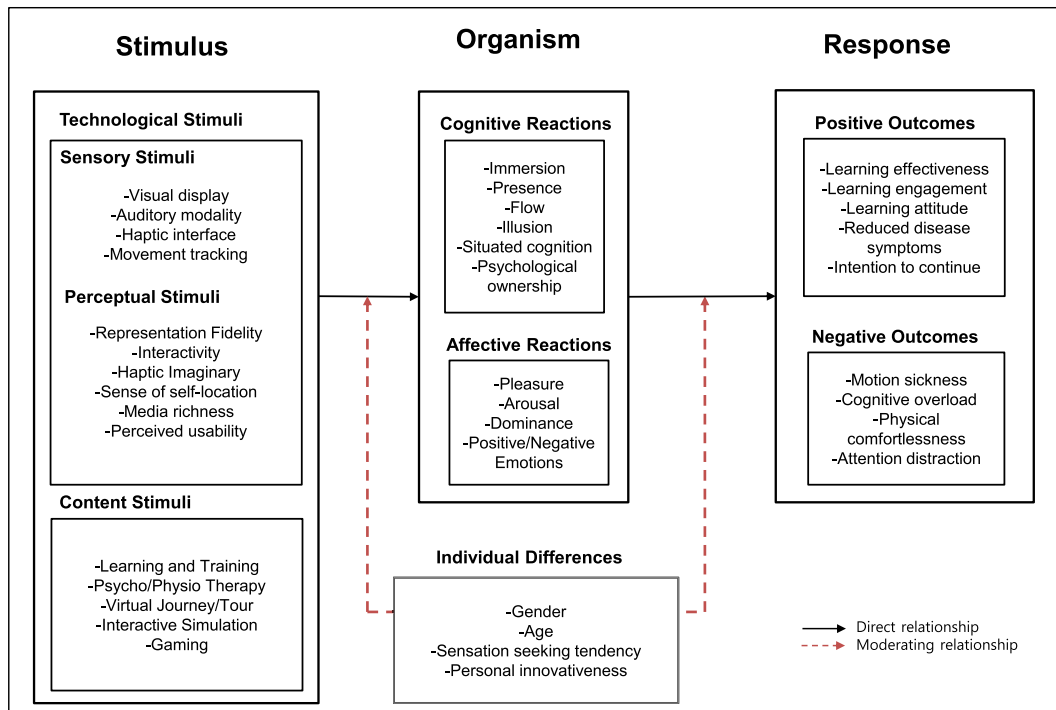 Stimulus
Technological Stimuli
Sensory Stimuli
-Visual display
-Auditory modality
-Haptic interface
-Movement tracking
Perceptual Stimuli
-Representation Fidelity
-Interactivity
-Haptic Imaginary
-Sense of self-location
-Media richness
-Perceived usability
Content Stimuli
-Learning and Training
-Psycho/Physio Therapy
-Virtual Journey/Tour
-Interactive Simulation
-Gaming
Organism
Cognitive Reactions
-Immersion
-Presence
-Flow
-Illusion
-Situated cognition
-Psychological
ownership
Affective Reactions
-Pleasure
-Arousal
-Dominance
-Positive/Negative
Emotions
Individual Differences
-Gender
-Age
-Sensation seeking tendency
-Personal innovativeness
Response
Positive Outcomes
-Learning effectiveness
-Learning engagement
-Learning attitude
-Reduced disease
symptoms
-Intention to continue
Negative Outcomes
-Motion sickness
-Cognitive overload
-Physical
comfortlessness
-Attention distraction
Direct relationship
Moderating relationship